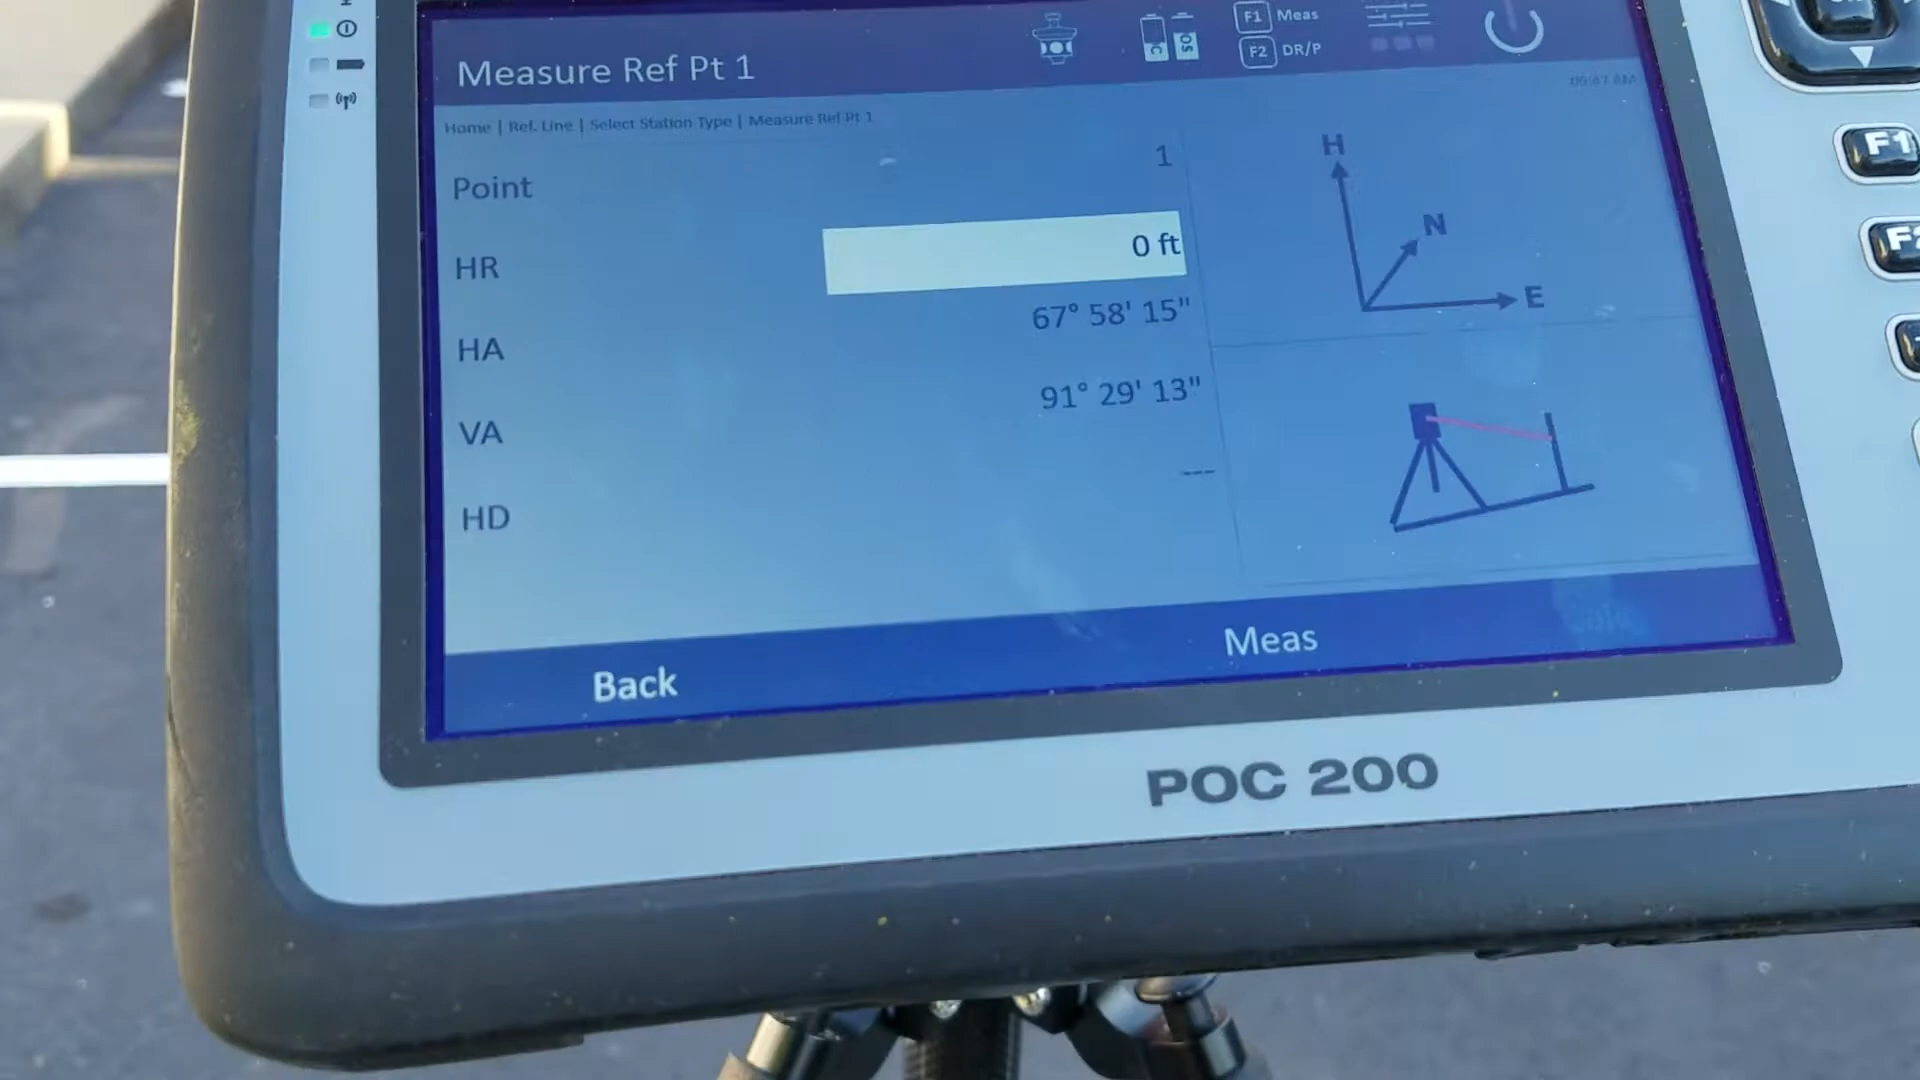 Measure Ref Pt 1
F1 Meas
F2 DR/P
Home | Ref. Line | Select Station Type | Measure Ref Pt 1
Point 1
HR 0 ft
HA 67° 58' 15"
VA 91° 29' 13"
HD ---
H
N
E
Back
Meas
POC 200
F1